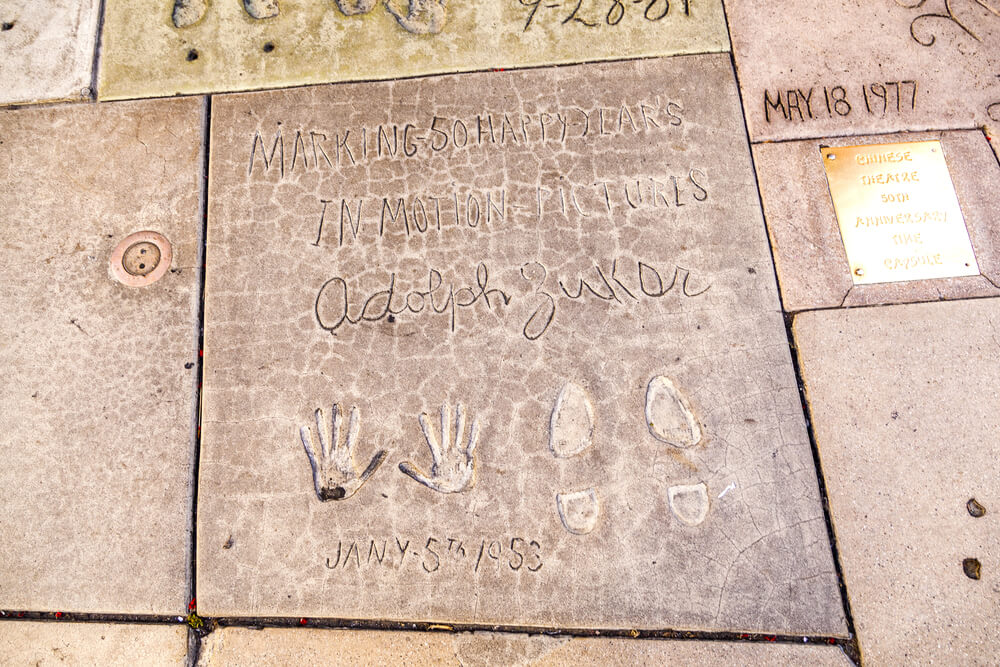 9-28-81
MARKING-50 HAPPY YEAR'S
IN MOTION-PICTURES
Adolph Zukor
JANY-5TH 1953
MAY 18 1977
CHINESE
THEATRE
50TH
ANNIVERSARY
TIME
CAPSULE